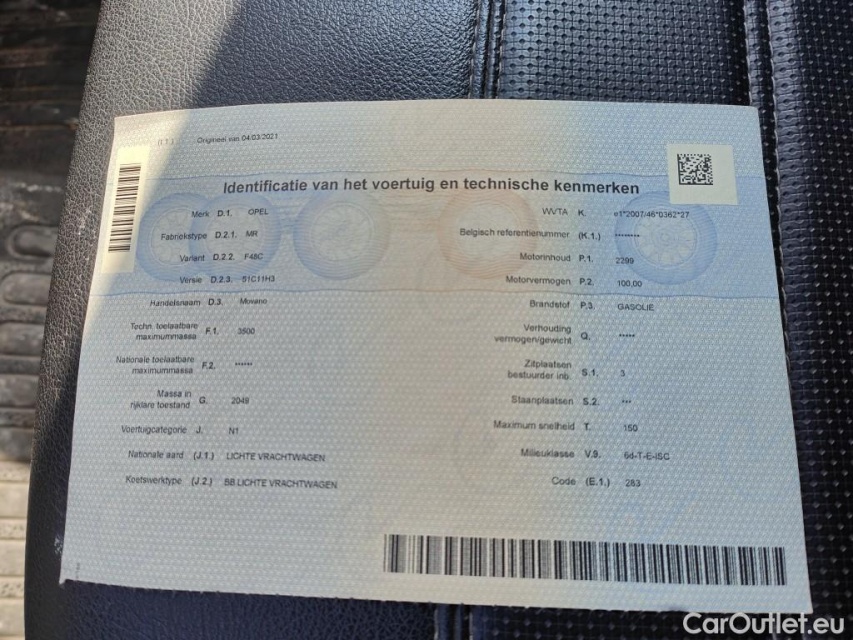 (I.1.) Origineel van 04/03/2021
Identificatie van het voertuig en technische kenmerken
Merk D.1. OPEL
Fabriekstype D.2.1. MR
Variant D.2.2. F48C
Versie D.2.3. S1C11H3
Handelsnaam D.3. Movano
Techn. toelaatbare
maximummassa F.1. 3500
Nationale toelaatbare
maximummassa F.2. ******
Massa in
rijklare toestand G. 2049
Voertuigcategorie J. N1
Nationale aard (J.1.) LICHTE VRACHTWAGEN
Koetswerktype (J.2.) BB LICHTE VRACHTWAGEN
WVTA K. e1*2007/46*0362*27
Belgisch referentienummer (K.1.) ********
Motorinhoud P.1. 2299
Motorvermogen P.2. 100,00
Brandstof P.3. GASOLIE
Verhouding
vermogen/gewicht Q. *****
Zitplaatsen
bestuurder inb. S.1. 3
Staanplaatsen S.2. ***
Maximum snelheid T. 150
Milieuklasse V.9. 6d-T-E-ISC
Code (E.1.) 283
CarOutlet.eu